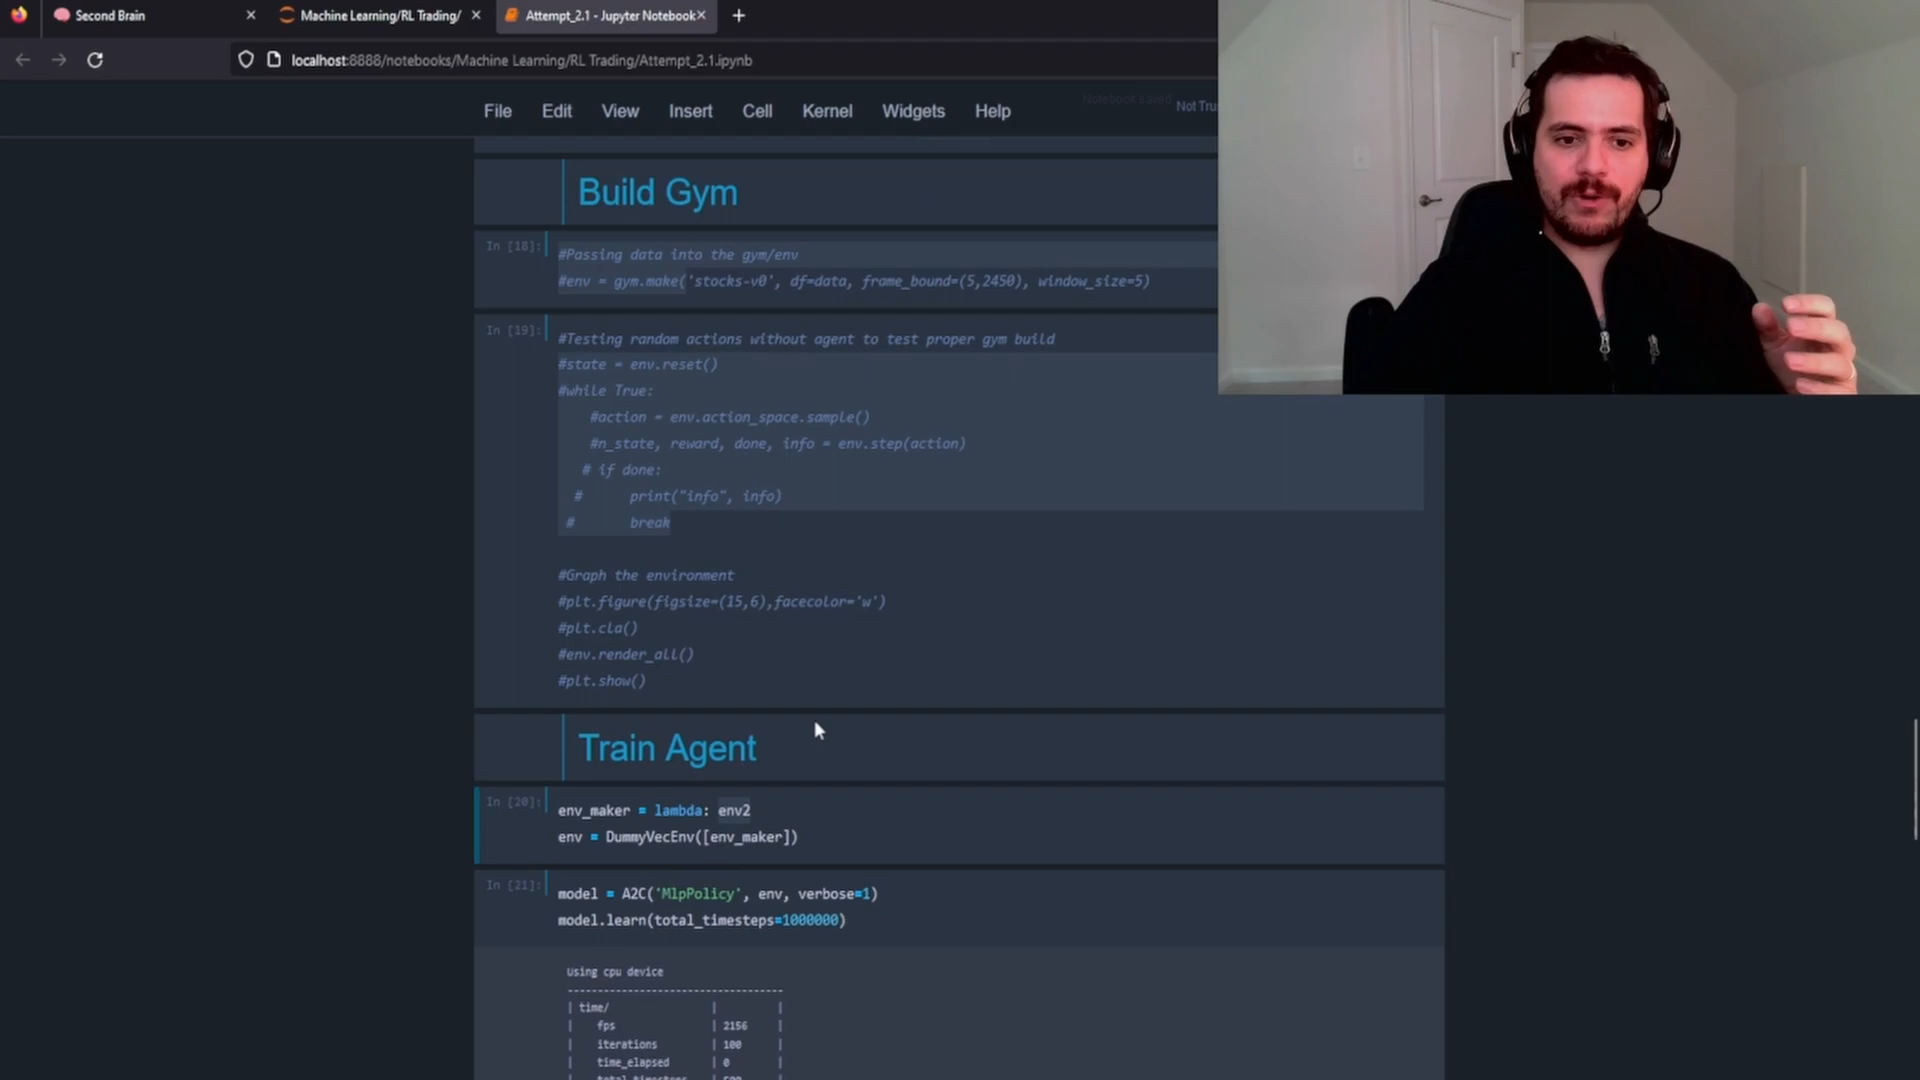 Second Brain
Machine Learning/RL Trading/
Attempt_2.1 - Jupyter Notebook
localhost:8888/notebooks/Machine Learning/RL Trading/Attempt_2.1.ipynb
File Edit View Insert Cell Kernel Widgets Help
Notebook saved
Not Tru
Build Gym
In [18]:
#Passing data into the gym/env
#env = gym.make('stocks-v0', df=data, frame_bound=(5,2450), window_size=5)
In [19]:
#Testing random actions without agent to test proper gym build
#state = env.reset()
#while True:
#action = env.action_space.sample()
#n_state, reward, done, info = env.step(action)
# if done:
# print("info", info)
# break
#Graph the environment
#plt.figure(figsize=(15,6),facecolor='w')
#plt.cla()
#env.render_all()
#plt.show()
Train Agent
In [20]:
env_maker = lambda: env2
env = DummyVecEnv([env_maker])
In [21]:
model = A2C('MlpPolicy', env, verbose=1)
model.learn(total_timesteps=1000000)
Using cpu device
------------------------------------
| time/ | |
| fps | 2156 |
| iterations | 100 |
| time_elapsed | 0 |